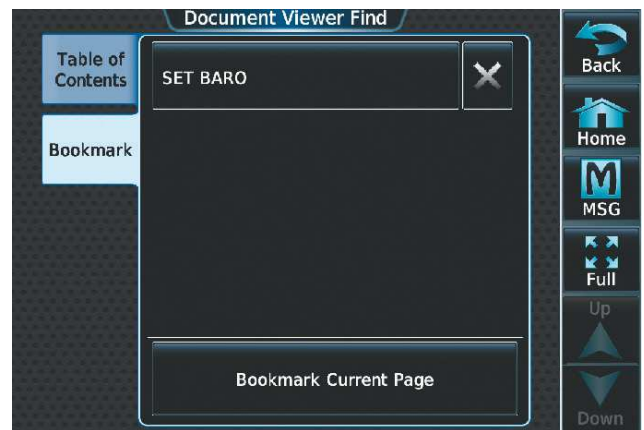 Document Viewer Find
Table of
Contents
Bookmark
SET BARO
Bookmark Current Page
Back
Home
MSG
Full
Up
Down